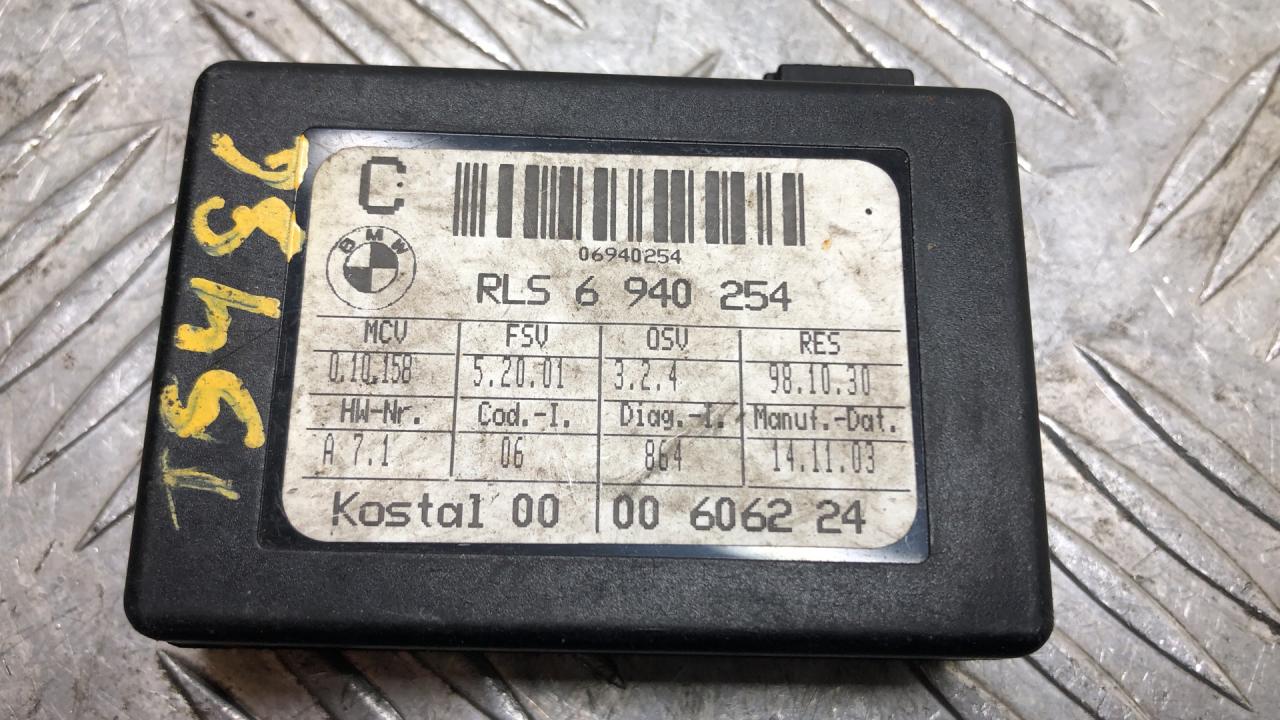 C
BMW
06940254
RLS 6 940 254
MCV FSV OSV RES
0.10.158 5.20.01 3.2.4 98.10.30
HW-Nr. Cod.-I. Diag.-I. Manuf.-Dat.
A 7.1 06 864 14.11.03
Kostal 00 00 6062 24